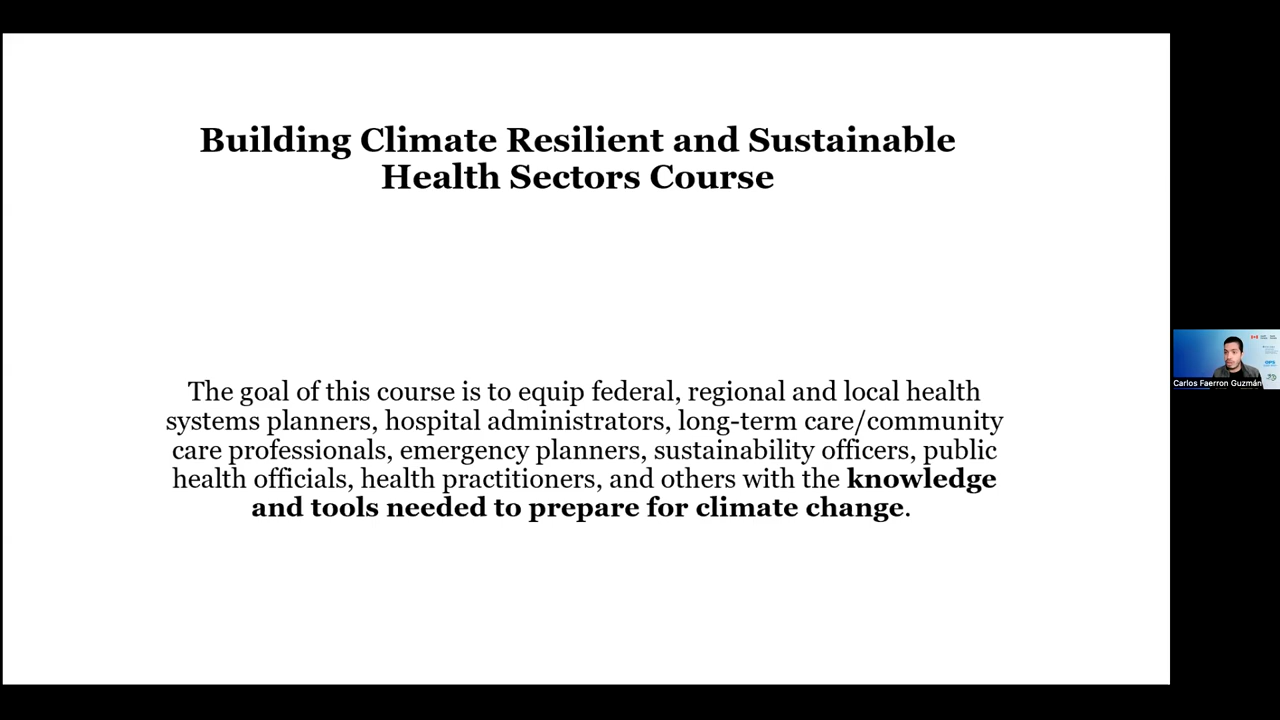 Building Climate Resilient and Sustainable
Health Sectors Course
The goal of this course is to equip federal, regional and local health
systems planners, hospital administrators, long-term care/community
care professionals, emergency planners, sustainability officers, public
health officials, health practitioners, and others with the knowledge
and tools needed to prepare for climate change.
Carlos Faerron Guzmán